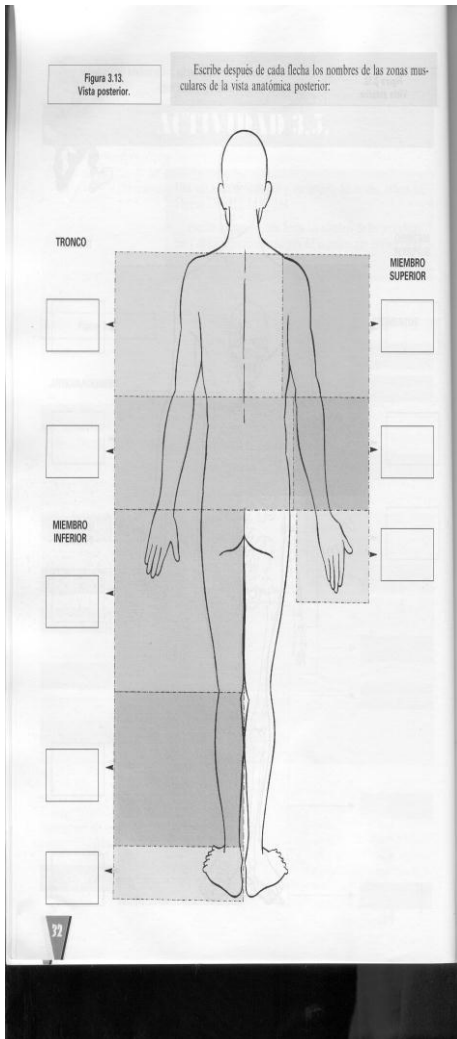 Figura 3.13.
Vista posterior.
Escribe después de cada flecha los nombres de las zonas mus-
culares de la vista anatómica posterior:
TRONCO
MIEMBRO
SUPERIOR
MIEMBRO
INFERIOR
32